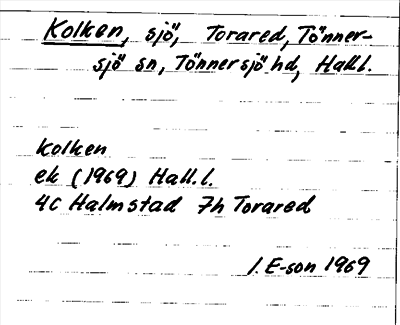 Kolken, sjö, Torared, Tönner-
sjö sn, Tönnersjö hd, Hall.
Kolken
ek (1969) Hall.l.
4C Halmstad 7h Torared
I. E-son 1969